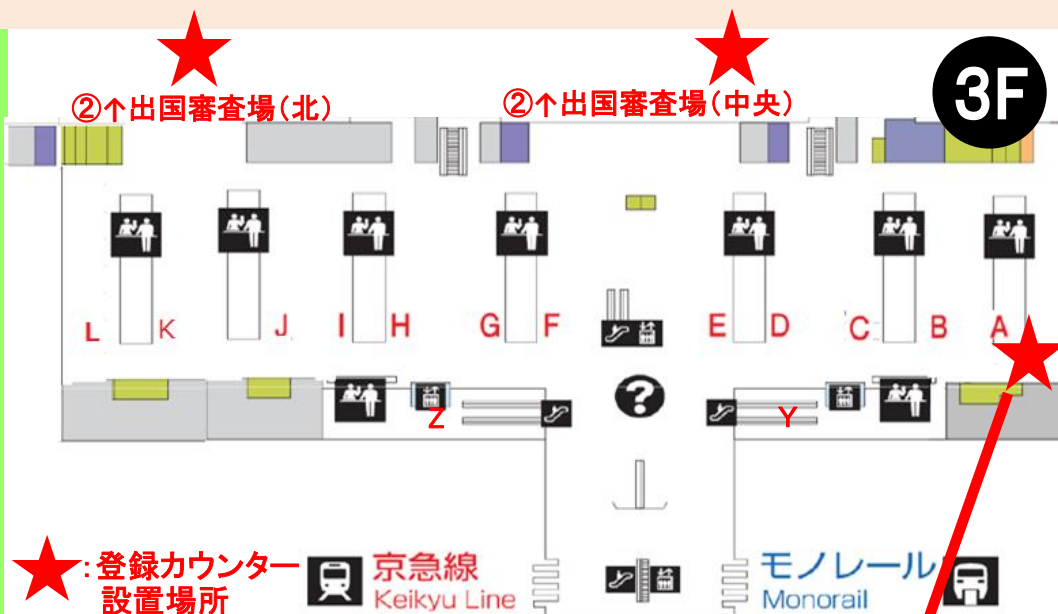 ②↑出国審査場(北)
②↑出国審査場(中央)
3F
L K J I H G F E D C B A
?
Z Y
:登録カウンター
設置場所
京急線
Keikyu Line
モノレール
Monorail